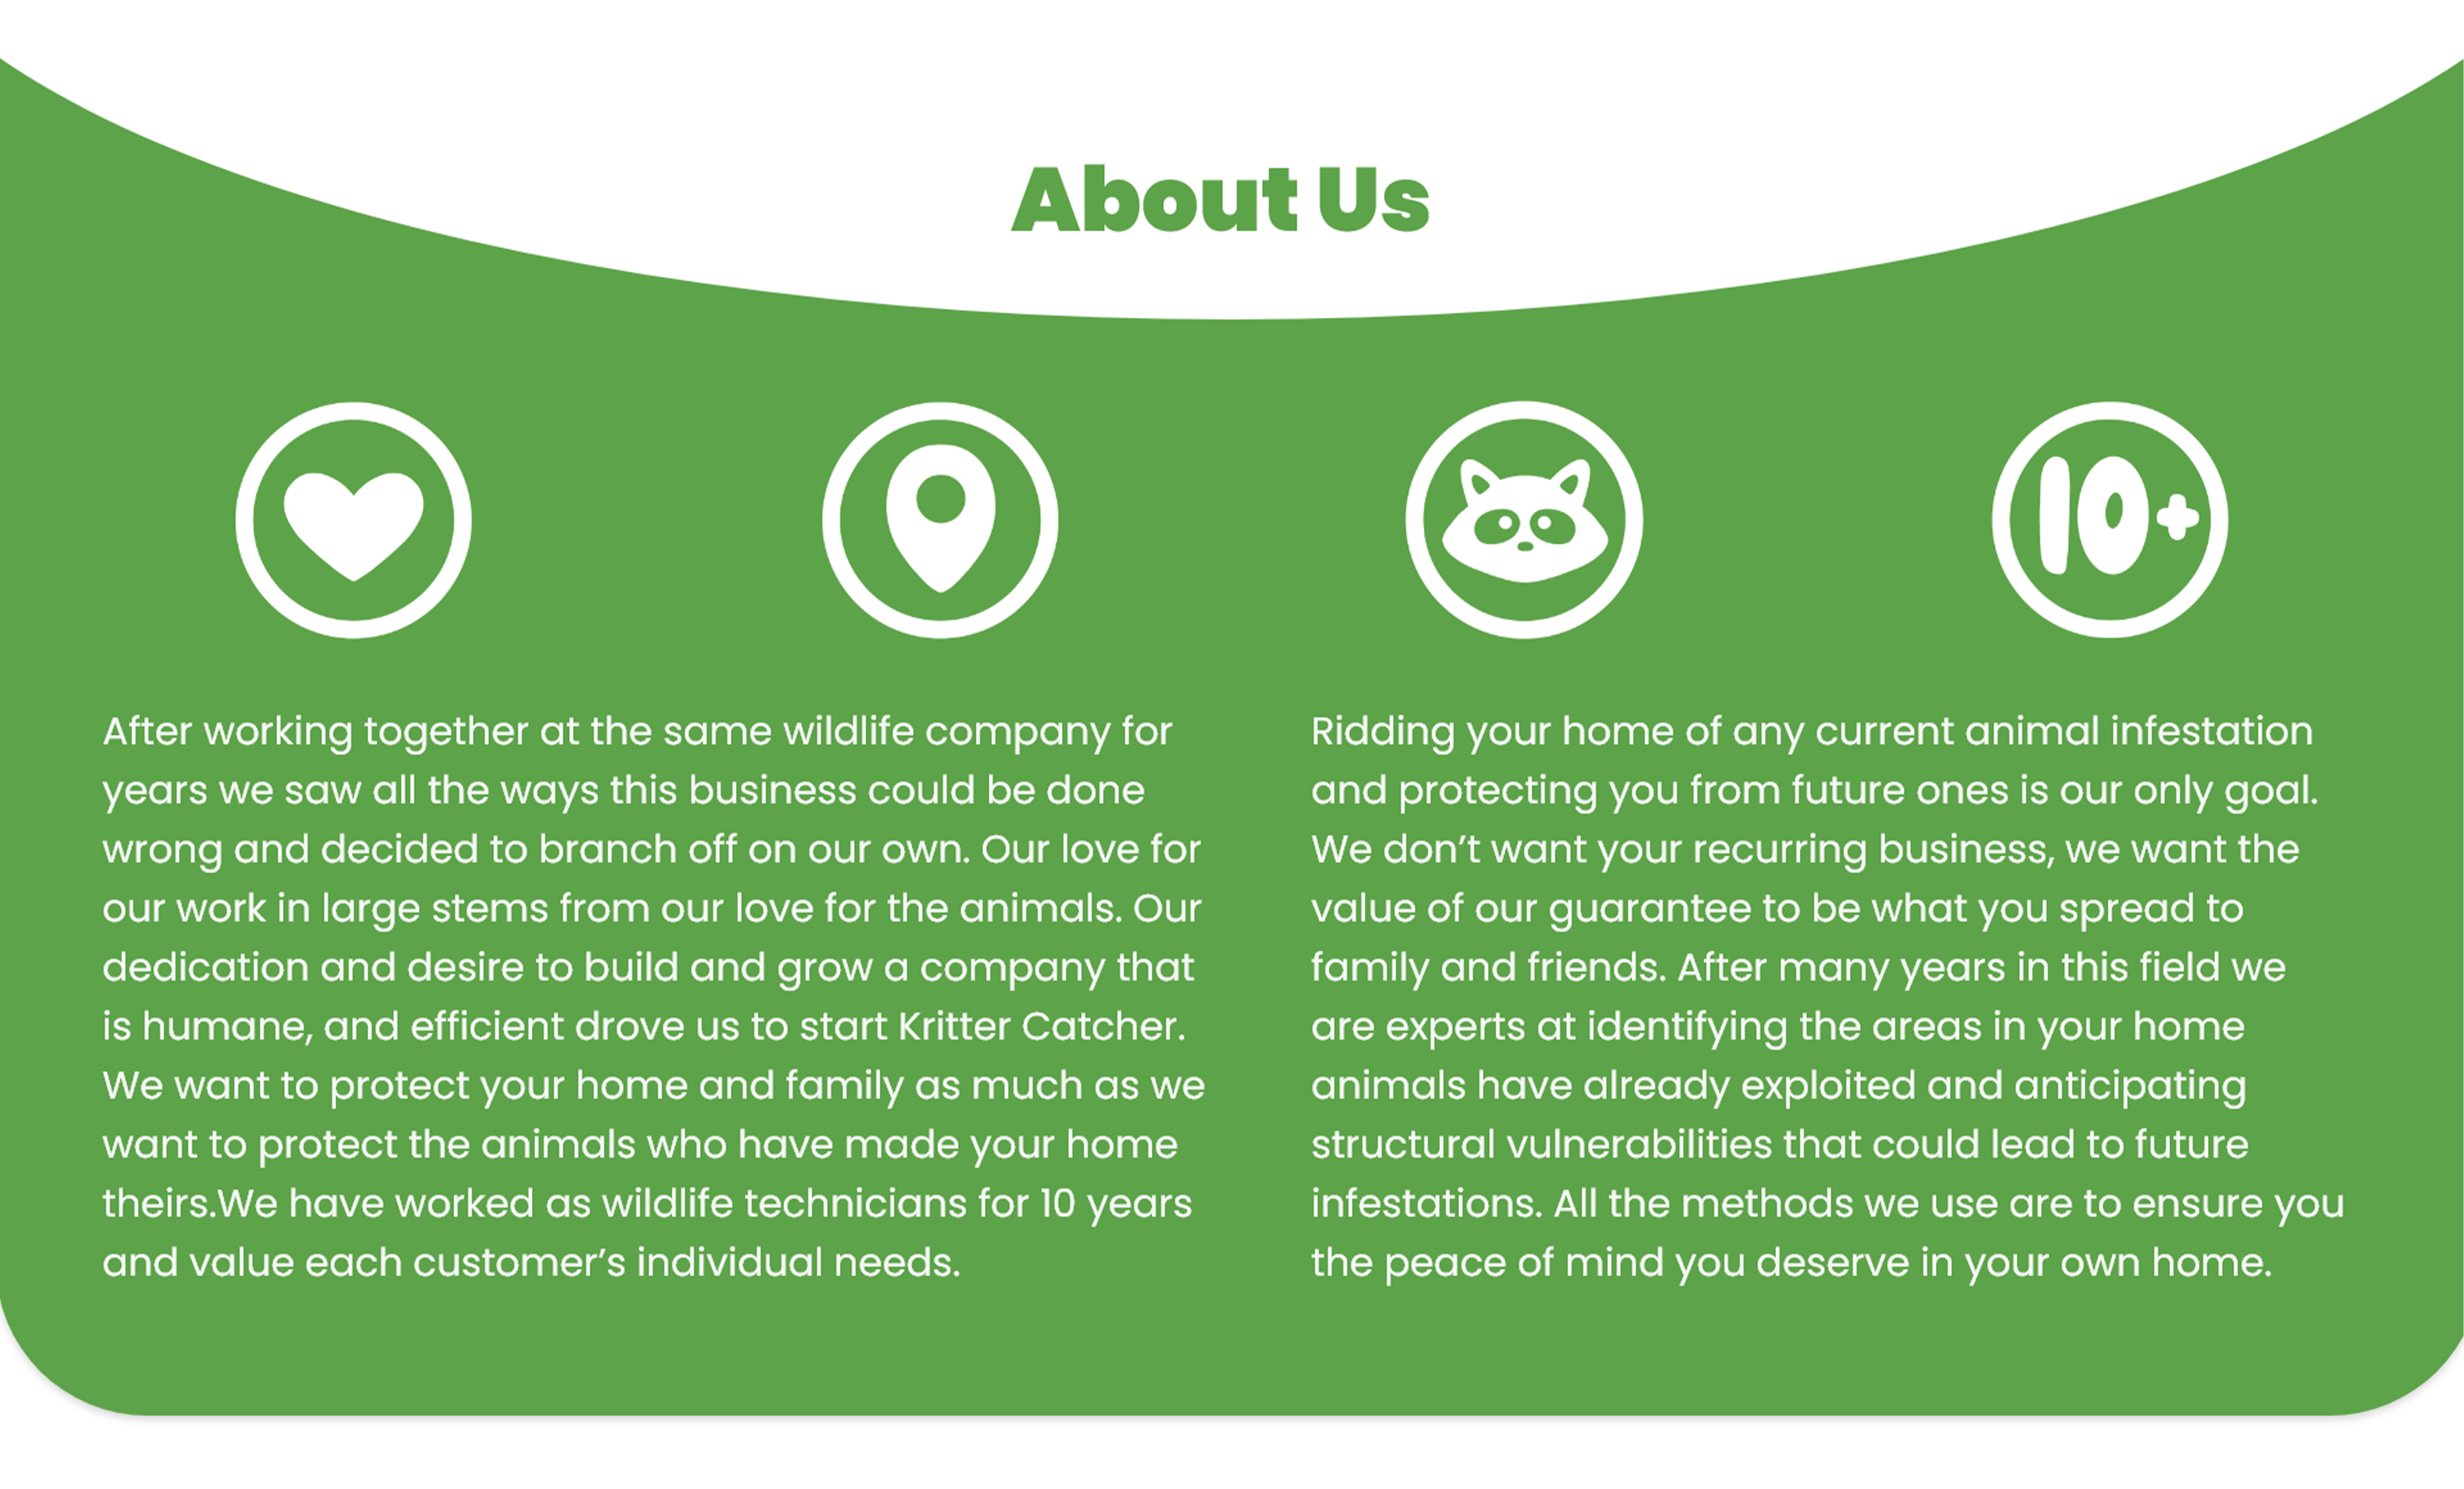 About Us
10+
After working together at the same wildlife company for
years we saw all the ways this business could be done
wrong and decided to branch off on our own. Our love for
our work in large stems from our love for the animals. Our
dedication and desire to build and grow a company that
is humane, and efficient drove us to start Kritter Catcher.
We want to protect your home and family as much as we
want to protect the animals who have made your home
theirs.We have worked as wildlife technicians for 10 years
and value each customer’s individual needs.
Ridding your home of any current animal infestation
and protecting you from future ones is our only goal.
We don’t want your recurring business, we want the
value of our guarantee to be what you spread to
family and friends. After many years in this field we
are experts at identifying the areas in your home
animals have already exploited and anticipating
structural vulnerabilities that could lead to future
infestations. All the methods we use are to ensure you
the peace of mind you deserve in your own home.